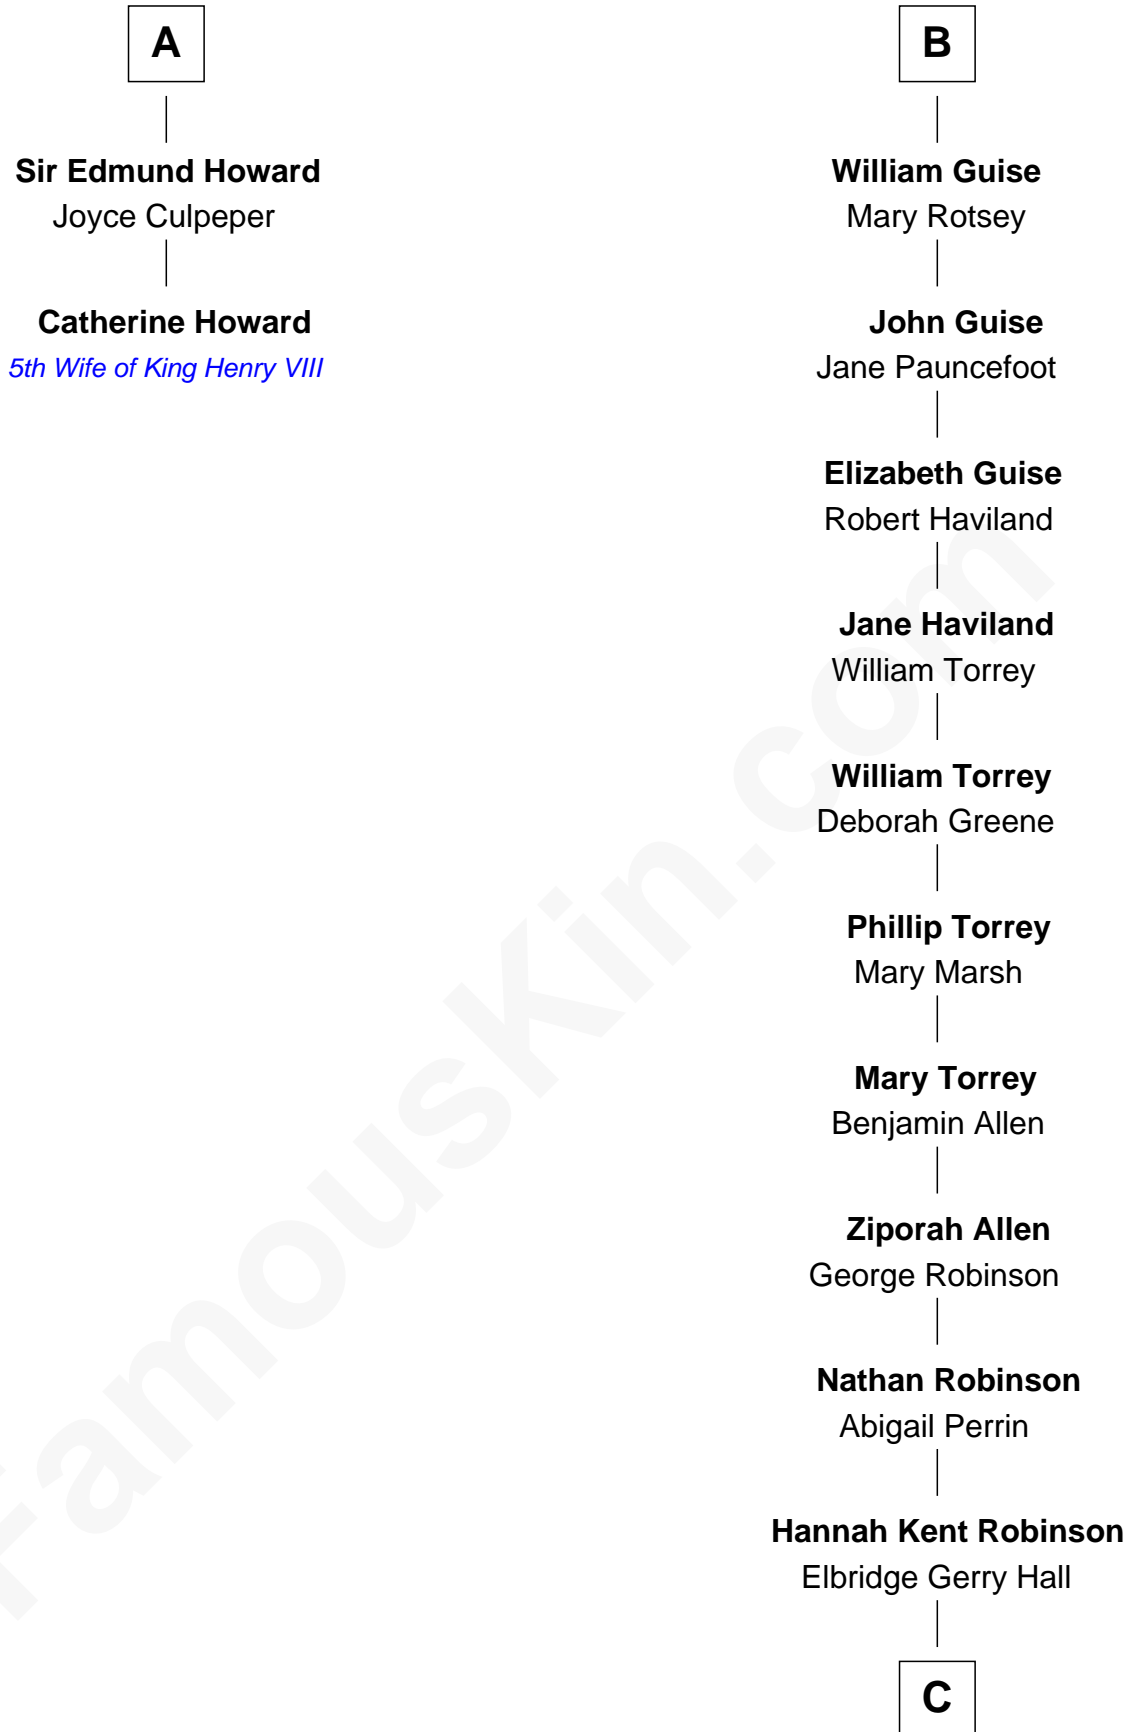 A
Sir Edmund Howard
Joyce Culpeper
Catherine Howard
5th Wife of King Henry VIII
B
William Guise
Mary Rotsey
John Guise
Jane Pauncefoot
Elizabeth Guise
Robert Haviland
Jane Haviland
William Torrey
William Torrey
Deborah Greene
Phillip Torrey
Mary Marsh
Mary Torrey
Benjamin Allen
Ziporah Allen
George Robinson
Nathan Robinson
Abigail Perrin
Hannah Kent Robinson
Elbridge Gerry Hall
C
FamousKin.com